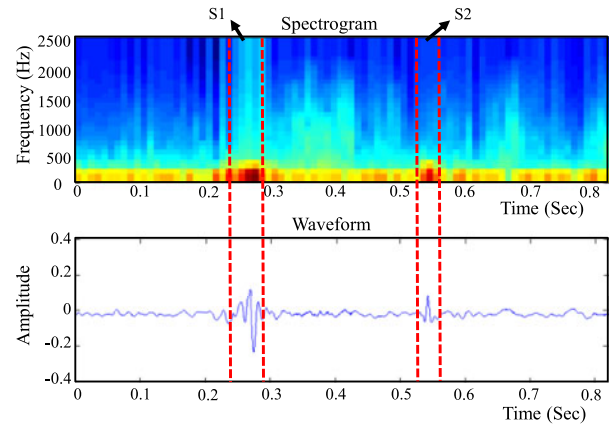 S1
S2
Spectrogram
Frequency (Hz)
2500
2000
1500
1000
500
0
0 0.1 0.2 0.3 0.4 0.5 0.6 0.7 0.8
Time (Sec)
Waveform
Amplitude
0.4
0.2
0
-0.2
-0.4
0 0.1 0.2 0.3 0.4 0.5 0.6 0.7 0.8
Time (Sec)